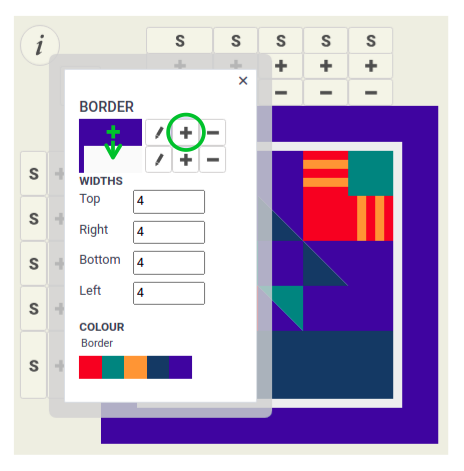 i
S S S S S
+ + + + +
− −
×
BORDER
+ + −
+ −
WIDTHS
Top 4
Right 4
Bottom 4
Left 4
COLOUR
Border
S +
S +
S +
S +
S +